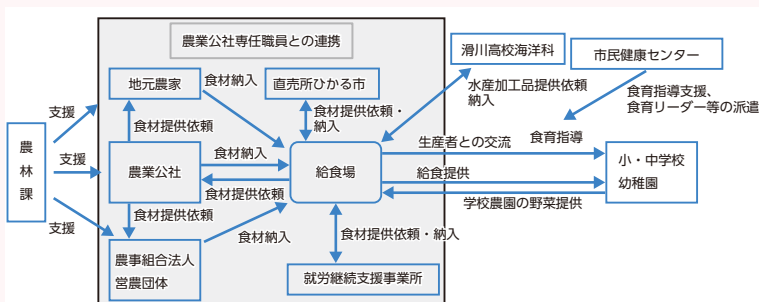 農業公社専任職員との連携
滑川高校海洋科
市民健康センター
地元農家
食材納入
直売所ひかる市
水産加工品提供依頼
納入
食育指導支援、
食育リーダー等の派遣
支援
食材提供依頼
食材提供依頼・
納入
生産者との交流
食育指導
農林課
支援
農業公社
食材納入
給食場
給食提供
小・中学校
幼稚園
食材提供依頼
学校農園の野菜提供
食材提供依頼
支援
食材納入
食材提供依頼・納入
農事組合法人
営農団体
就労継続支援事業所